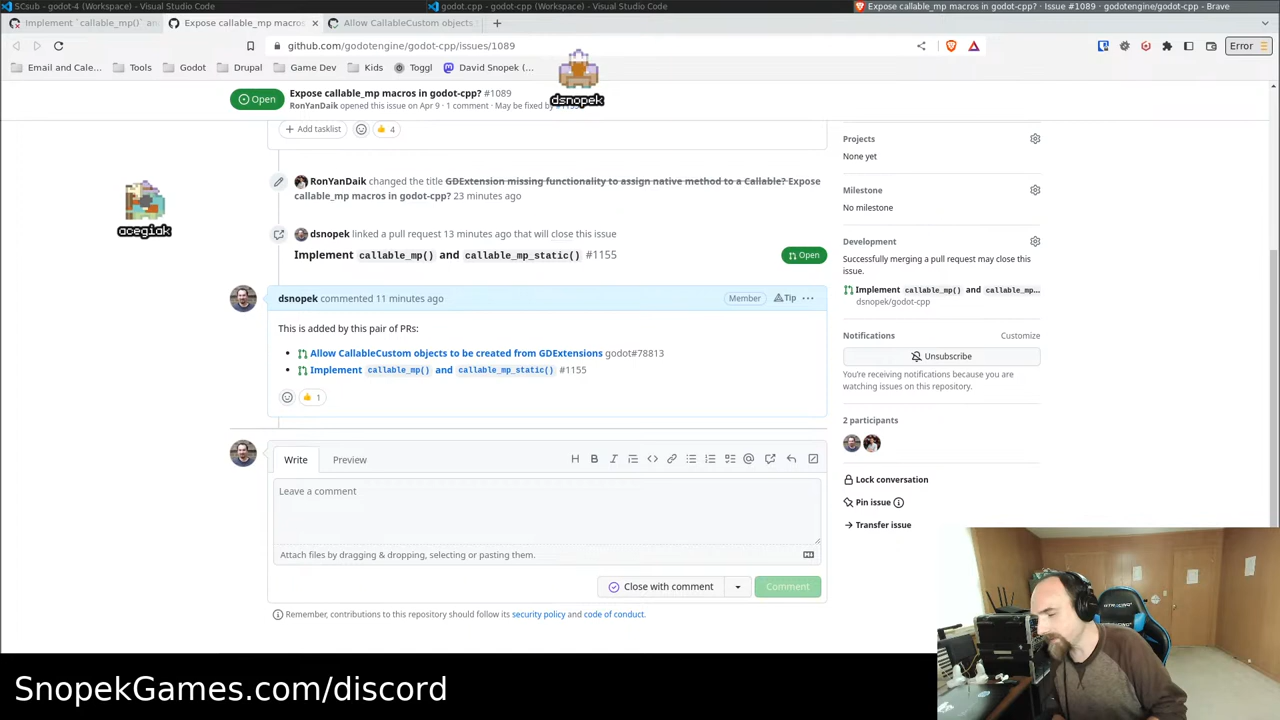 SCsub - godot-4 (Workspace) - Visual Studio Code
godot.cpp - godot-cpp (Workspace) - Visual Studio Code
Expose callable_mp macros in godot-cpp? · Issue #1089 · godotengine/godot-cpp - Brave
Implement `callable_mp()` an
Expose callable_mp macros
Allow CallableCustom objects
github.com/godotengine/godot-cpp/issues/1089
Error
Email and Cale...
Tools
Godot
Drupal
Game Dev
Kids
Toggl
David Snopek (...
dsnopek
Open
Expose callable_mp macros in godot-cpp? #1089
RonYanDaik opened this issue on Apr 9 · 1 comment · May be fixed by
Add tasklist
4
RonYanDaik changed the title GDExtension missing functionality to assign native method to a Callable? Expose
callable_mp macros in godot-cpp? 23 minutes ago
acegiak
dsnopek linked a pull request 13 minutes ago that will close this issue
Implement callable_mp() and callable_mp_static() #1155
Open
dsnopek commented 11 minutes ago
Member
Tip
This is added by this pair of PRs:
Allow CallableCustom objects to be created from GDExtensions godot#78813
Implement callable_mp() and callable_mp_static() #1155
1
Write
Preview
Leave a comment
Attach files by dragging & dropping, selecting or pasting them.
Close with comment
Comment
Remember, contributions to this repository should follow its security policy and code of conduct.
Projects
None yet
Milestone
No milestone
Development
Successfully merging a pull request may close this
issue.
Implement callable_mp() and callable_mp...
dsnopek/godot-cpp
Notifications
Customize
Unsubscribe
You're receiving notifications because you are
watching issues on this repository.
2 participants
Lock conversation
Pin issue
Transfer issue
SnopekGames.com/discord